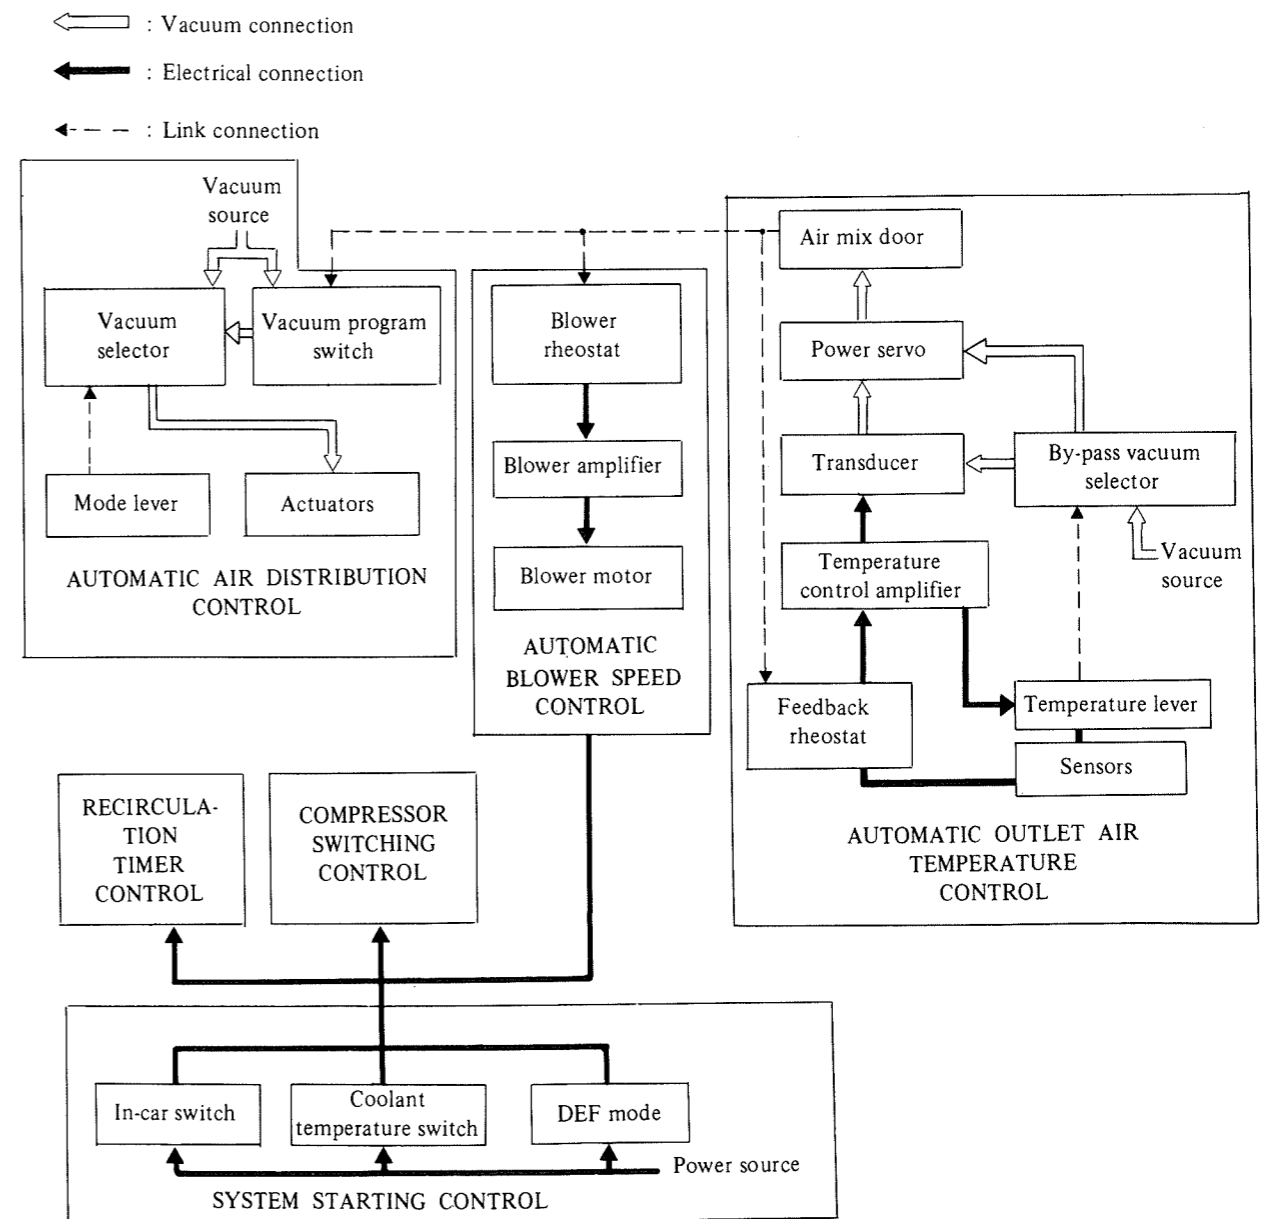 : Vacuum connection
: Electrical connection
: Link connection
Vacuum
source
Vacuum
selector
Vacuum program
switch
Mode lever
Actuators
AUTOMATIC AIR DISTRIBUTION
CONTROL
Blower
rheostat
Blower amplifier
Blower motor
AUTOMATIC
BLOWER SPEED
CONTROL
Air mix door
Power servo
Transducer
By-pass vacuum
selector
Temperature
control amplifier
Vacuum
source
Feedback
rheostat
Temperature lever
Sensors
AUTOMATIC OUTLET AIR
TEMPERATURE
CONTROL
RECIRCULA-
TION
TIMER
CONTROL
COMPRESSOR
SWITCHING
CONTROL
In-car switch
Coolant
temperature switch
DEF mode
Power source
SYSTEM STARTING CONTROL